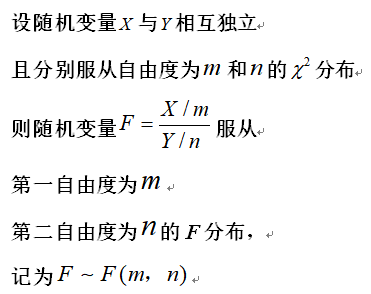 设随机变量X与Y相互独立
且分别服从自由度为m和n的χ²分布
则随机变量F = (X / m) / (Y / n) 服从
第一自由度为m
第二自由度为n的F分布，
记为F ~ F(m，n)